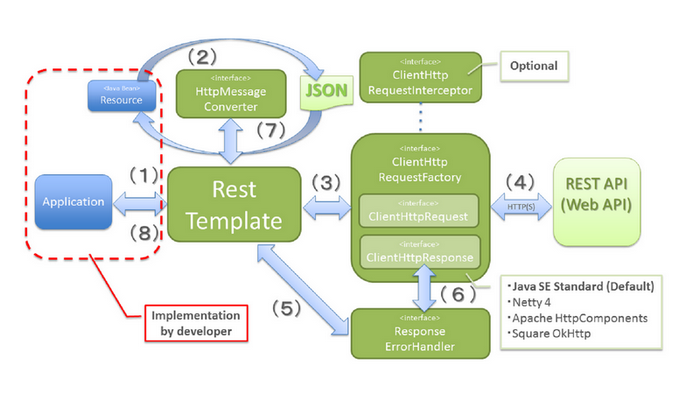 (2)
<Interface>
HttpMessage
Converter
<Java Bean>
Resource
JSON
<Interface>
ClientHttp
RequestInterceptor
Optional
(7)
(1)
Application
(8)
Rest
Template
(3)
<Interface>
ClientHttp
RequestFactory
<Interface>
ClientHttpRequest
<Interface>
ClientHttpResponse
(4)
HTTP(S)
REST API
(Web API)
(5)
(6)
Implementation
by developer
<Interface>
Response
ErrorHandler
・Java SE Standard (Default)
・Netty 4
・Apache HttpComponents
・Square OkHttp